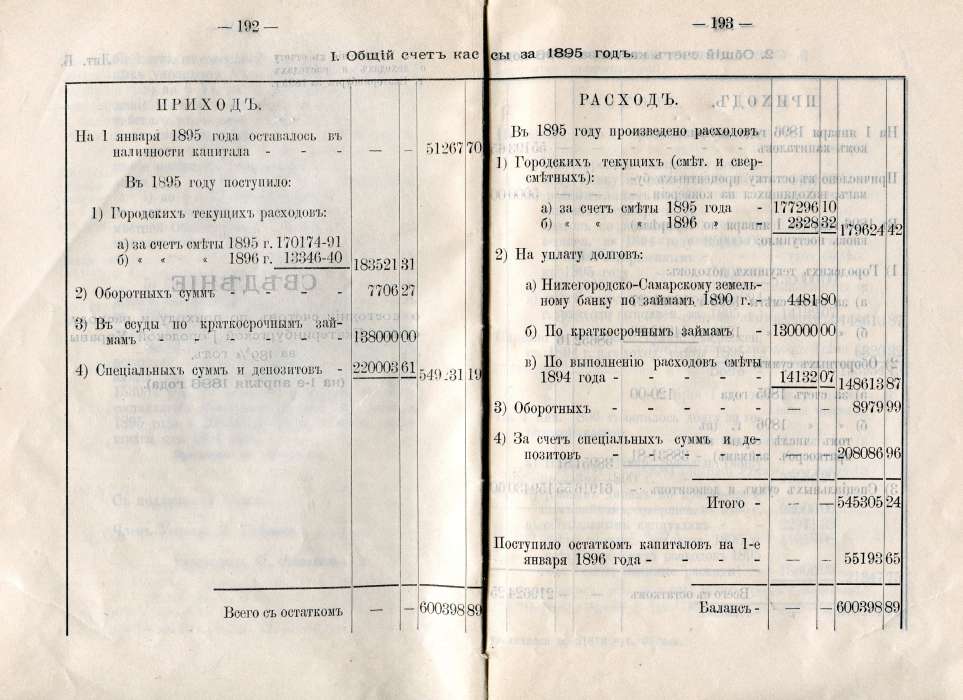 — 192 —
I. Общій счетъ кассы за 1895 годъ.
ПРИХОДЪ.
На 1 января 1895 года оставалось въ
наличности капитала - - - — — 51267 70
Въ 1895 году поступило:
1) Городскихъ текущихъ расходовъ:
а) за счетъ смѣты 1895 г. 170174-91
б) « « « 1896 г. 13346-40 183521 31
2) Оборотныхъ суммъ - - - - - 7706 27
3) Въ ссуды по краткосрочнымъ зай-
мамъ - - - - - - - 138000 00
4) Спеціальныхъ суммъ и депозитовъ - 220003 61 549231 19
Всего съ остаткомъ — — 600398 89
— 193 —
РАСХОДЪ.
Въ 1895 году произведено расходовъ
1) Городскихъ текущихъ (смѣт. и свер-
смѣтныхъ):
а) за счетъ смѣты 1895 года - 177296 10
б) « « « 1896 » - 2328 32 179624 42
2) На уплату долговъ:
а) Нижегородско-Самарскому земель-
ному банку по займамъ 1890 г. - 4481 80
б) По краткосрочнымъ займамъ - 130000 00
в) По выполненію расходовъ смѣты
1894 года - - - - - 14132 07 148613 87
3) Оборотныхъ - - - - - — — 8979 99
4) За счетъ спеціальныхъ суммъ и де-
позитовъ - - - - - — — 208086 96
Итого - — — 545305 24
Поступило остаткомъ капиталовъ на 1-е
января 1896 года - - - - — — 55193 65
Балансъ - — — 600398 89